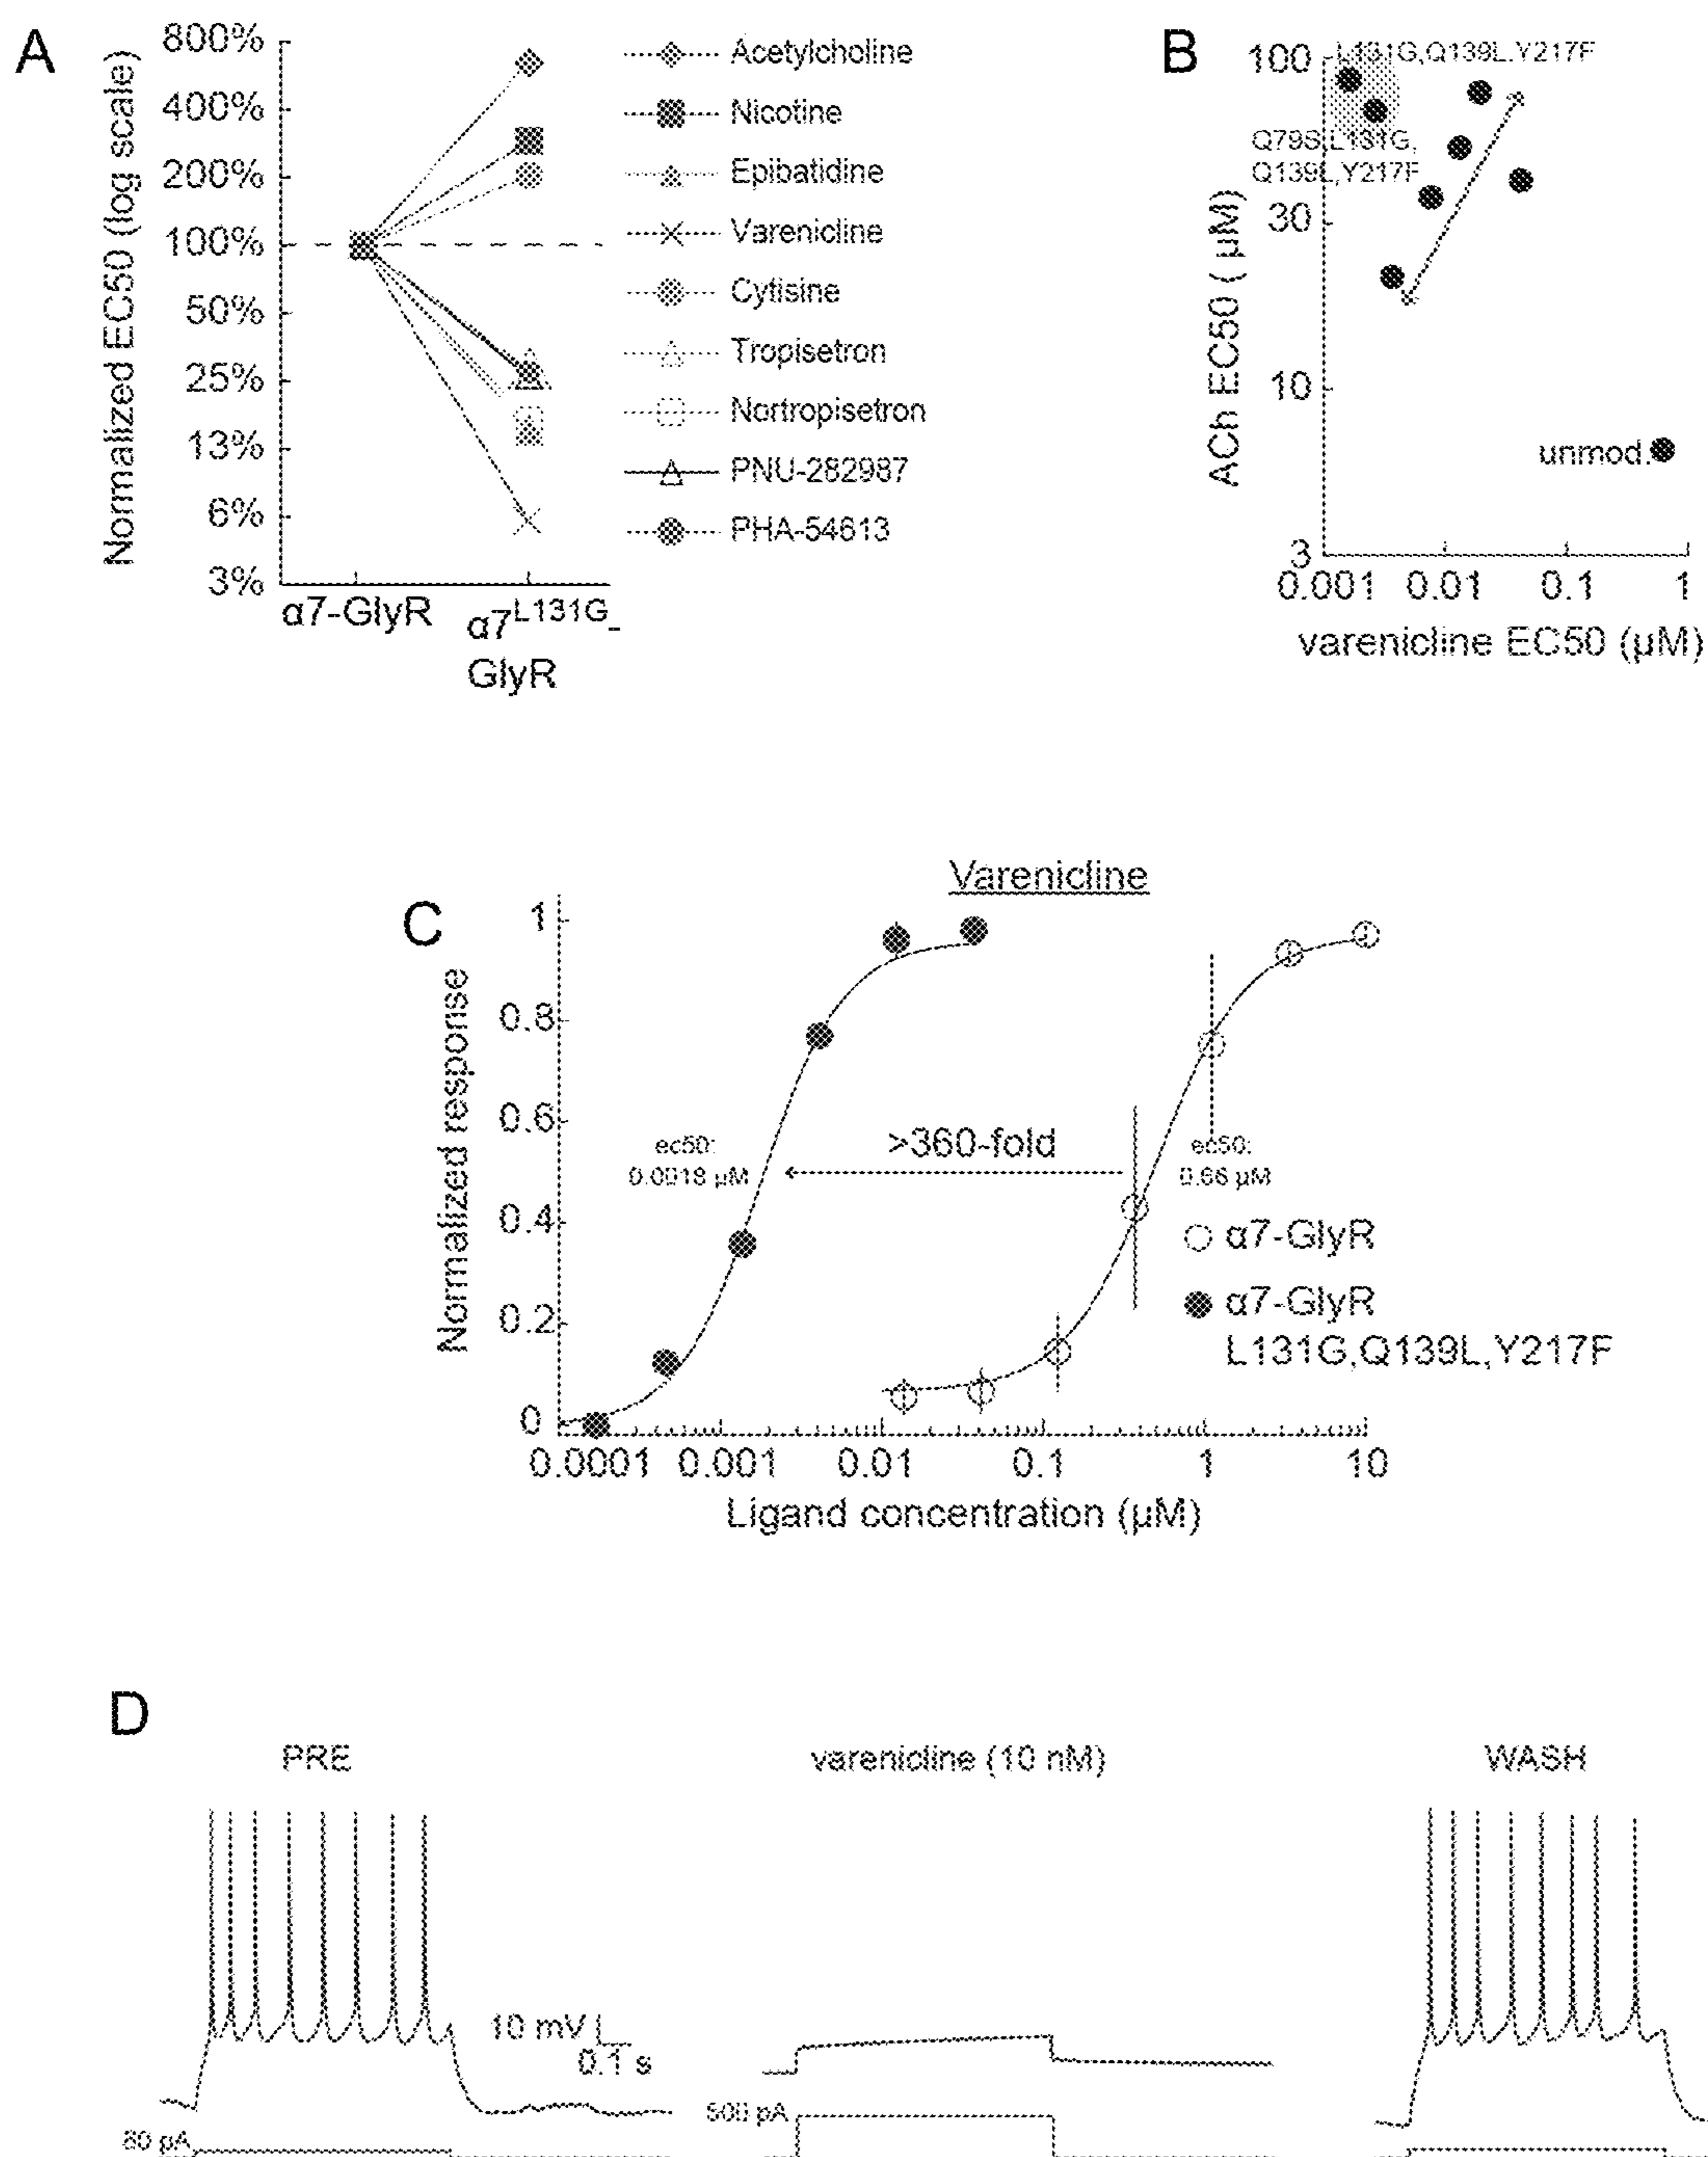 A
Normalized EC50 (log scale)
800%
400%
200%
100%
50%
25%
13%
6%
3%
α7-GlyR
α7L131G-
GlyR
Acetylcholine
Nicotine
Epibatidine
Varenicline
Cytisine
Tropisetron
Nortropisetron
PNU-282987
PHA-54613
B
ACh EC50 (μM)
100
30
10
3
L131G,Q139L,Y217F
Q79S,L131G,
Q139L,Y217F
unmod.
0.001 0.01 0.1 1
varenicline EC50 (μM)
C
Varenicline
Normalized response
1
0.8
0.6
0.4
0.2
0
ec50:
0.0018 μM
>360-fold
ec50:
0.66 μM
α7-GlyR
α7-GlyR
L131G,Q139L,Y217F
0.0001 0.001 0.01 0.1 1 10
Ligand concentration (μM)
D
PRE
varenicline (10 nM)
WASH
10 mV
0.1 s
80 pA
500 pA